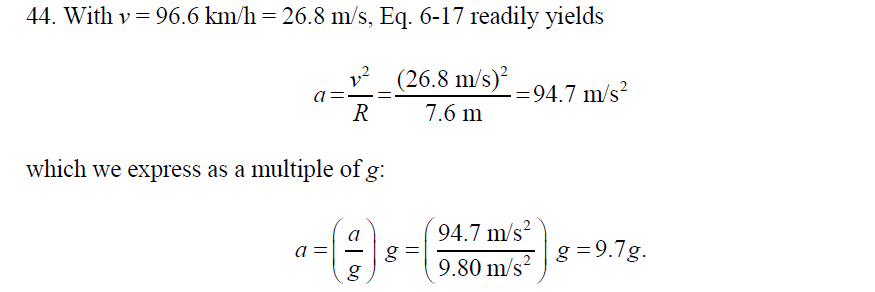 44. With v = 96.6 km/h = 26.8 m/s, Eq. 6-17 readily yields
a = v²/R = (26.8 m/s)²/7.6 m = 94.7 m/s²
which we express as a multiple of g:
a = (a/g) g = (94.7 m/s²/9.80 m/s²) g = 9.7g.